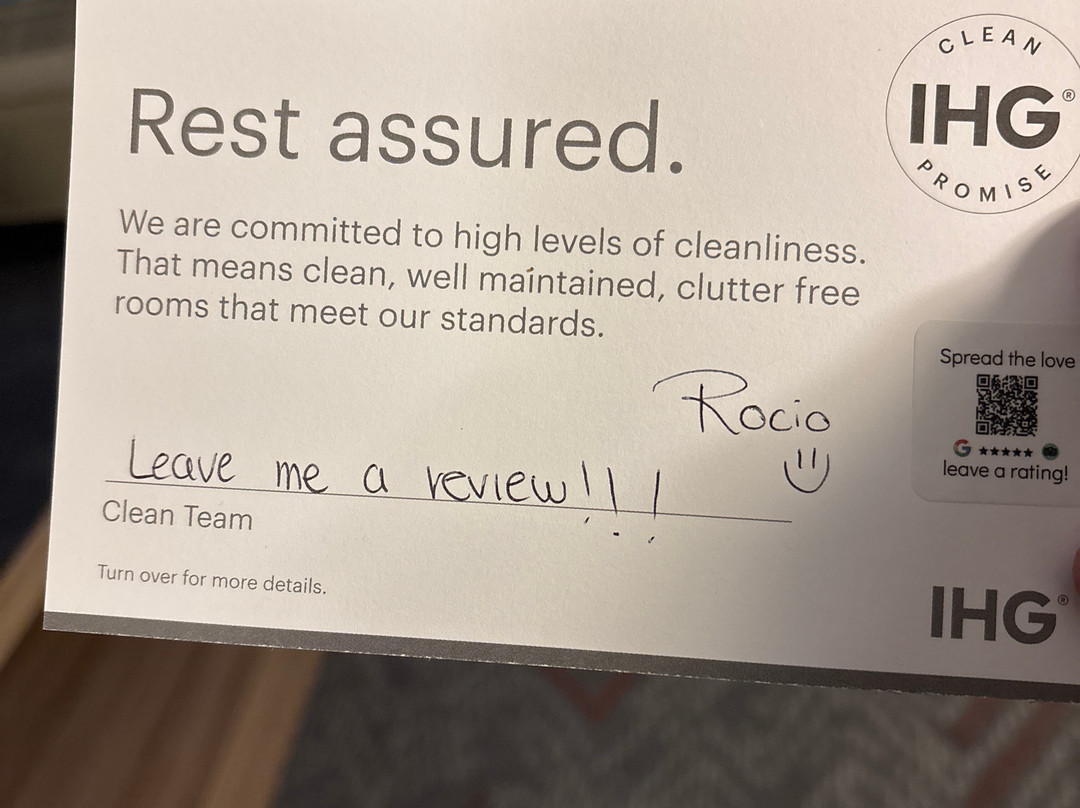 CLEAN
IHG®
PROMISE
Rest assured.
We are committed to high levels of cleanliness.
That means clean, well maintained, clutter free
rooms that meet our standards.
Spread the love
G ★★★★★
leave a rating!
Rocio
Leave me a review!!!
Clean Team
Turn over for more details.
IHG®